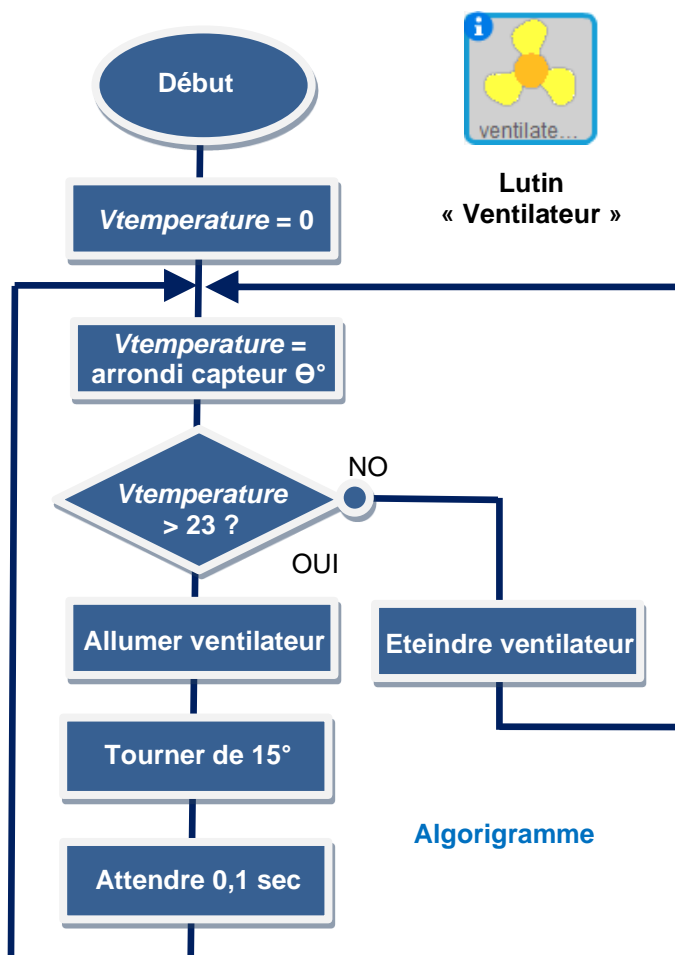 Début
ventilate...
Lutin
« Ventilateur »
Vtemperature = 0
Vtemperature =
arrondi capteur Ɵ°
Vtemperature
> 23 ?
NO
OUI
Allumer ventilateur
Eteindre ventilateur
Tourner de 15°
Algorigramme
Attendre 0,1 sec